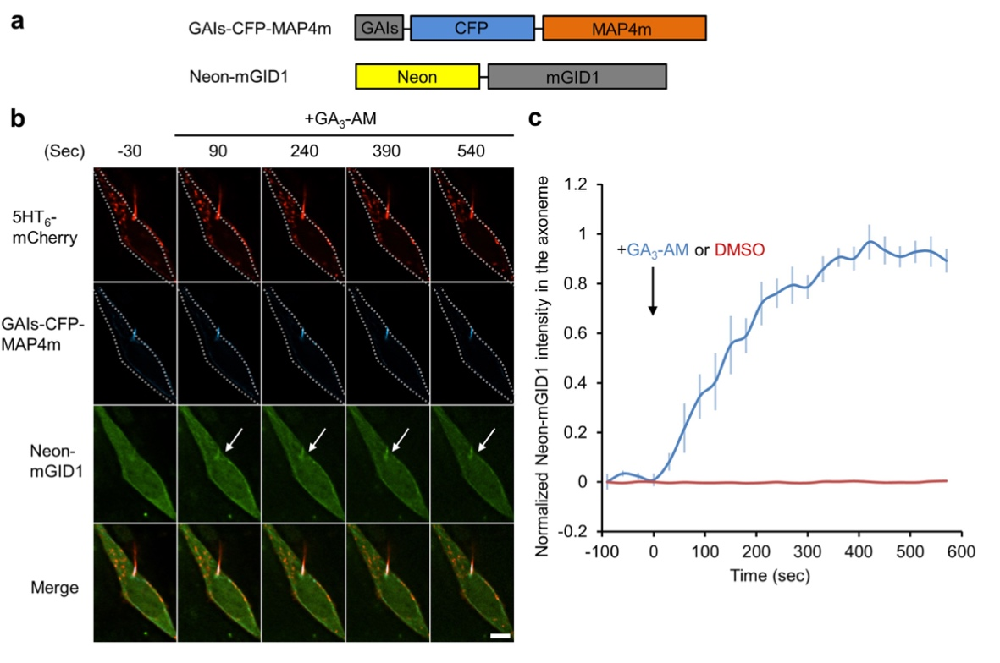 a
GAIs-CFP-MAP4m
GAIs
CFP
MAP4m
Neon-mGID1
Neon
mGID1
b
+GA₃-AM
(Sec)
-30
90
240
390
540
5HT₆-
mCherry
GAIs-CFP-
MAP4m
Neon-
mGID1
Merge
c
Normalized Neon-mGID1 intensity in the axoneme
1.2
1
0.8
0.6
0.4
0.2
0
-0.2
+GA₃-AM or DMSO
-100
0
100
200
300
400
500
600
Time (sec)